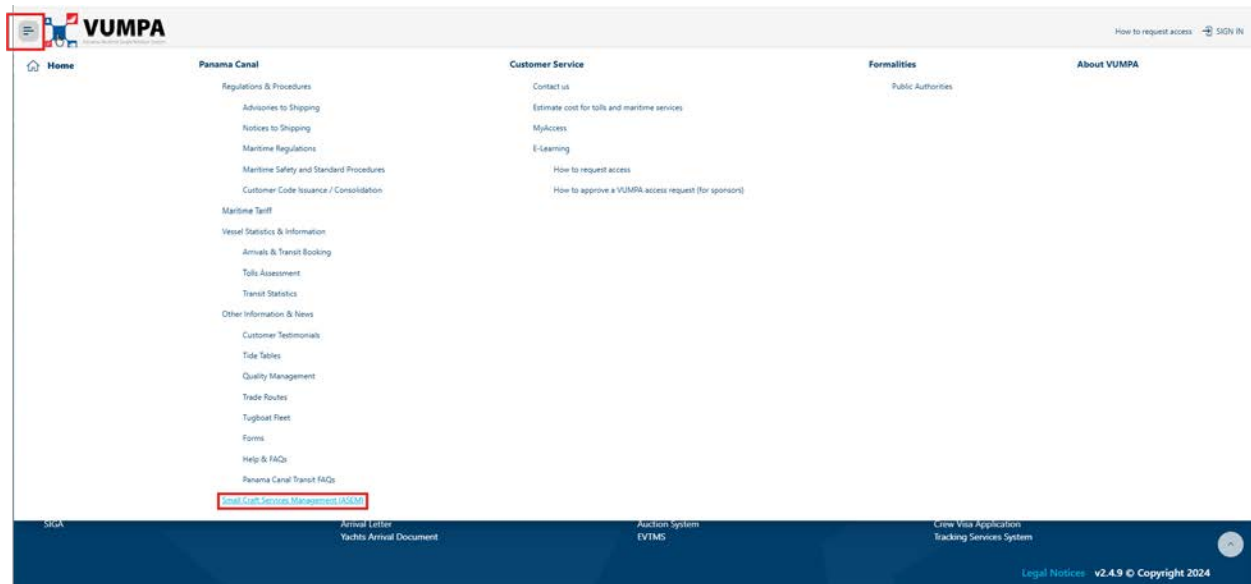 VUMPA
How to request access
SIGN IN
Home
Panama Canal
Regulations & Procedures
Advisories to Shipping
Notices to Shipping
Maritime Regulations
Maritime Safety and Standard Procedures
Customer Code Issuance / Consolidation
Maritime Tariff
Vessel Statistics & Information
Arrivals & Transit Booking
Tolls Assessment
Transit Statistics
Other Information & News
Customer Testimonials
Tide Tables
Quality Management
Trade Routes
Tugboat Fleet
Forms
Help & FAQs
Panama Canal Transit FAQs
Small Craft Services Management (ASEM)
Customer Service
Contact us
Estimate cost for tolls and maritime services
MyAccess
E-Learning
How to request access
How to approve a VUMPA access request (for sponsors)
Formalities
Public Authorities
About VUMPA
SIGA
Arrival Letter
Yachts Arrival Document
Auction System
EVTMS
Crew Visa Application
Tracking Services System
Legal Notices v2.4.9 © Copyright 2024